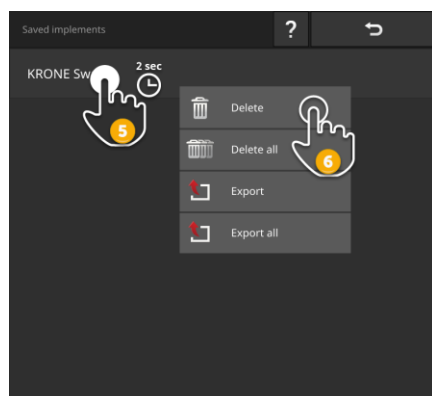 Saved implements
?
KRONE Sw
2 sec
5
Delete
6
Delete all
Export
Export all